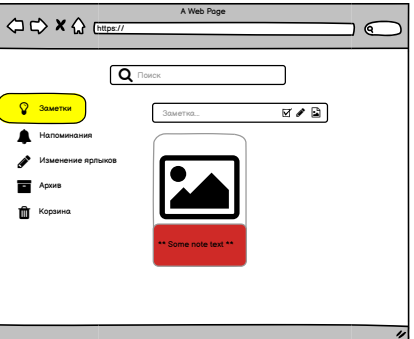 A Web Page
https://
Поиск
Заметки
Заметка...
Напоминания
Изменение ярлыков
Архив
Корзина
** Some note text **